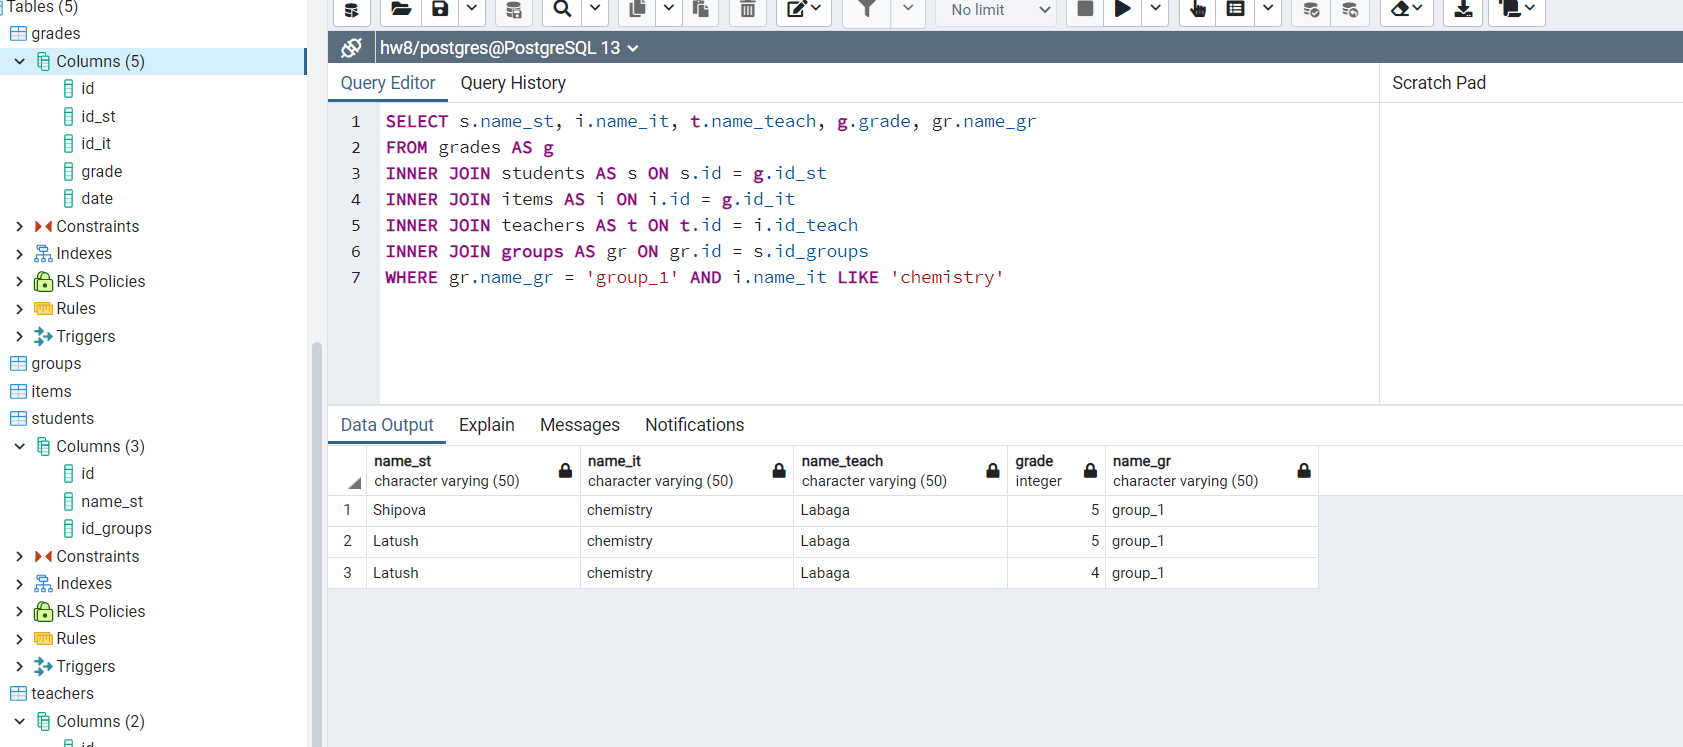 Tables (5)
grades
Columns (5)
id
id_st
id_it
grade
date
Constraints
Indexes
RLS Policies
Rules
Triggers
groups
items
students
Columns (3)
id
name_st
id_groups
Constraints
Indexes
RLS Policies
Rules
Triggers
teachers
Columns (2)
id
No limit
hw8/postgres@PostgreSQL 13
Query Editor Query History
Scratch Pad
1 SELECT s.name_st, i.name_it, t.name_teach, g.grade, gr.name_gr
2 FROM grades AS g
3 INNER JOIN students AS s ON s.id = g.id_st
4 INNER JOIN items AS i ON i.id = g.id_it
5 INNER JOIN teachers AS t ON t.id = i.id_teach
6 INNER JOIN groups AS gr ON gr.id = s.id_groups
7 WHERE gr.name_gr = 'group_1' AND i.name_it LIKE 'chemistry'
Data Output Explain Messages Notifications
name_st name_it name_teach grade name_gr
character varying (50) character varying (50) character varying (50) integer character varying (50)
1 Shipova chemistry Labaga 5 group_1
2 Latush chemistry Labaga 5 group_1
3 Latush chemistry Labaga 4 group_1